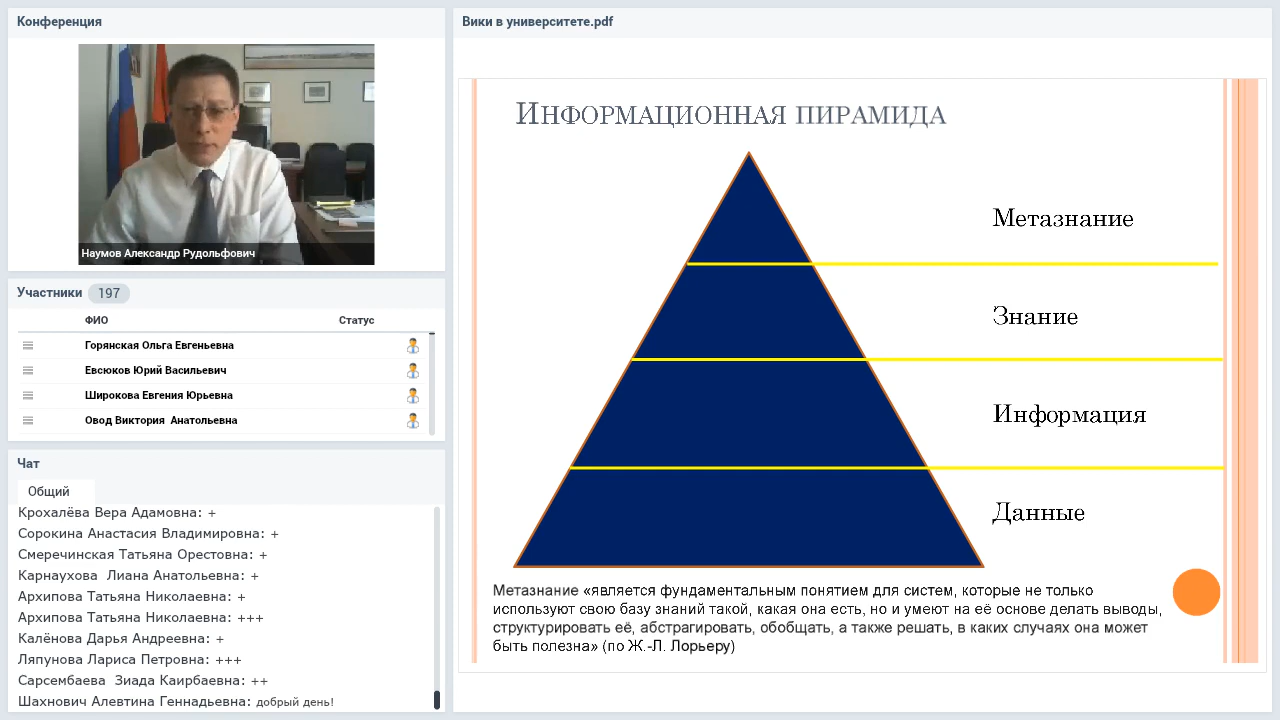 Конференция
Наумов Александр Рудольфович
Участники 197
ФИО Статус
Горянская Ольга Евгеньевна
Евсюков Юрий Васильевич
Широкова Евгения Юрьевна
Овод Виктория Анатольевна
Чат
Общий
Крохалёва Вера Адамовна: +
Сорокина Анастасия Владимировна: +
Смеречинская Татьяна Орестовна: +
Карнаухова Лиана Анатольевна: +
Архипова Татьяна Николаевна: +
Архипова Татьяна Николаевна: +++
Калёнова Дарья Андреевна: +
Ляпунова Лариса Петровна: +++
Сарсембаева Зиада Каирбаевна: ++
Шахнович Алевтина Геннадьевна: добрый день!
Вики в университете.pdf
Информационная пирамида
Метазнание
Знание
Информация
Данные
Метазнание «является фундаментальным понятием для систем, которые не только
используют свою базу знаний такой, какая она есть, но и умеют на её основе делать выводы,
структурировать её, абстрагировать, обобщать, а также решать, в каких случаях она может
быть полезна» (по Ж.-Л. Лорьеру)